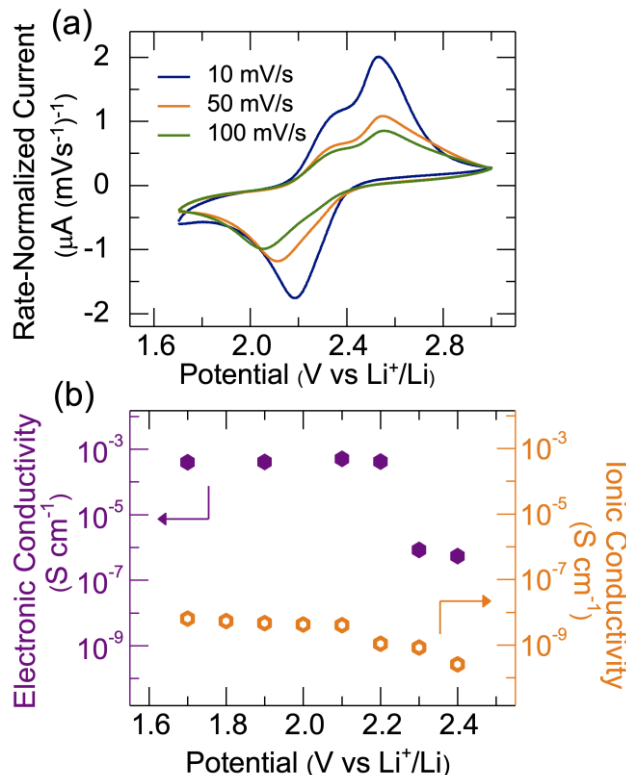 (a)
Rate-Normalized Current
(μA (mVs⁻¹)⁻¹)
2
1
0
-1
-2
10 mV/s
50 mV/s
100 mV/s
1.6 2.0 2.4 2.8
Potential (V vs Li⁺/Li)
(b)
Electronic Conductivity
(S cm⁻¹)
10⁻³
10⁻⁵
10⁻⁷
10⁻⁹
10⁻³
10⁻⁵
10⁻⁷
10⁻⁹
Ionic Conductivity
(S cm⁻¹)
1.6 1.8 2.0 2.2 2.4
Potential (V vs Li⁺/Li)